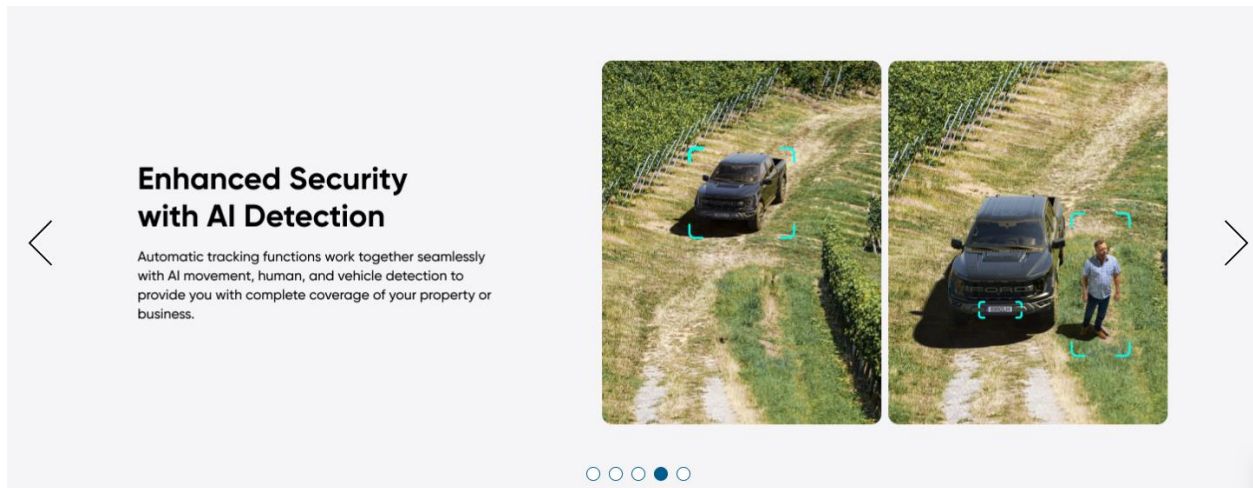 Enhanced Security
with AI Detection
Automatic tracking functions work together seamlessly
with AI movement, human, and vehicle detection to
provide you with complete coverage of your property or
business.
FORD